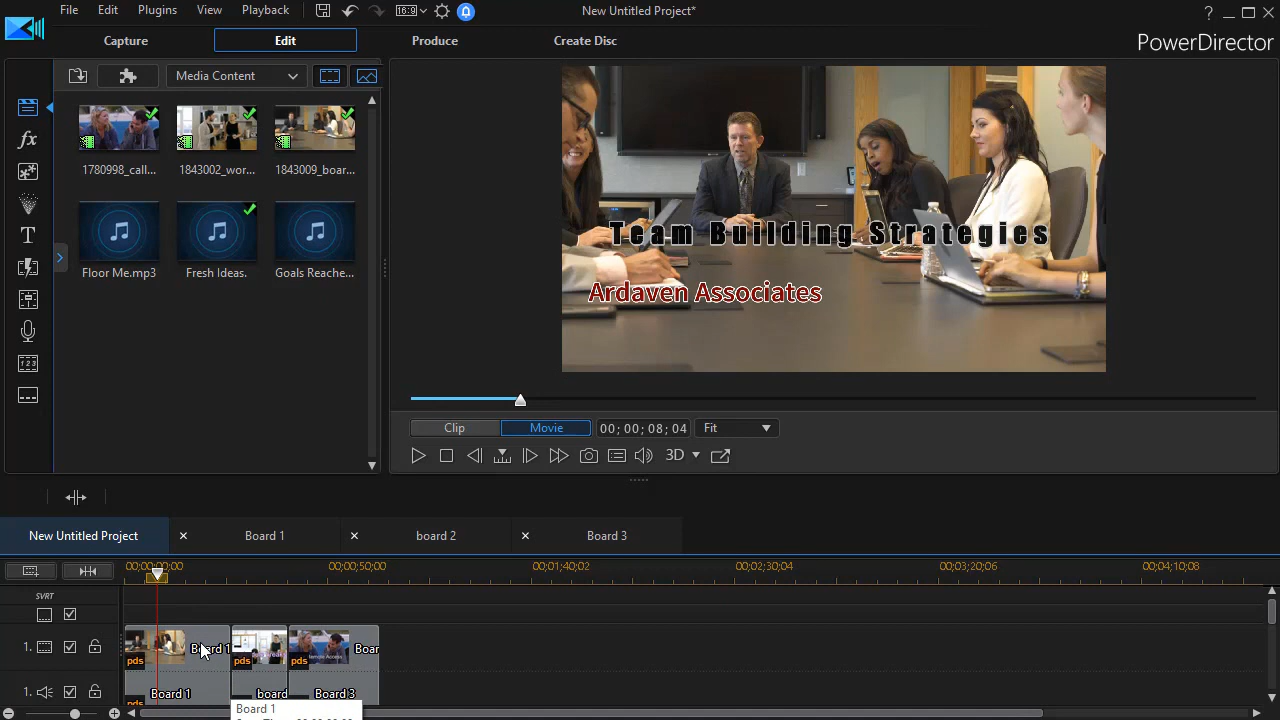 File Edit Plugins View Playback 16:9 New Untitled Project* ?
Capture Edit Produce Create Disc PowerDirector
Media Content
fx
T
1780998_call... 1843002_wor... 1843009_boar...
Floor Me.mp3 Fresh Ideas. Goals Reache...
Team Building Strategies
Ardaven Associates
Clip Movie 00; 00; 08; 04 Fit
3D
New Untitled Project Board 1 board 2 Board 3
00;00;00;00 00;00;50;00 00;01;40;02 00;02;30;04 00;03;20;06 00;04;10;08
SVRT
1. Board 1 Boar
pds pds pds
1. Board 1 board Board 3
pds
Board 1